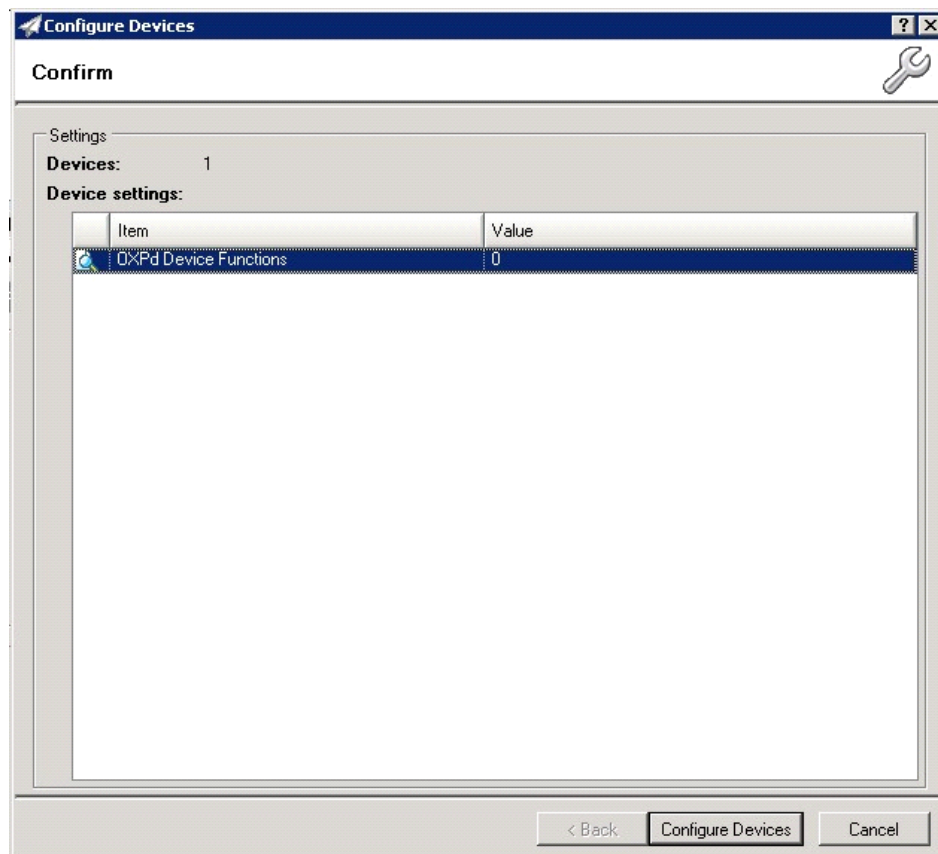 Configure Devices
Confirm
Settings
Devices: 1
Device settings:
Item Value
OXPd Device Functions 0
< Back Configure Devices Cancel